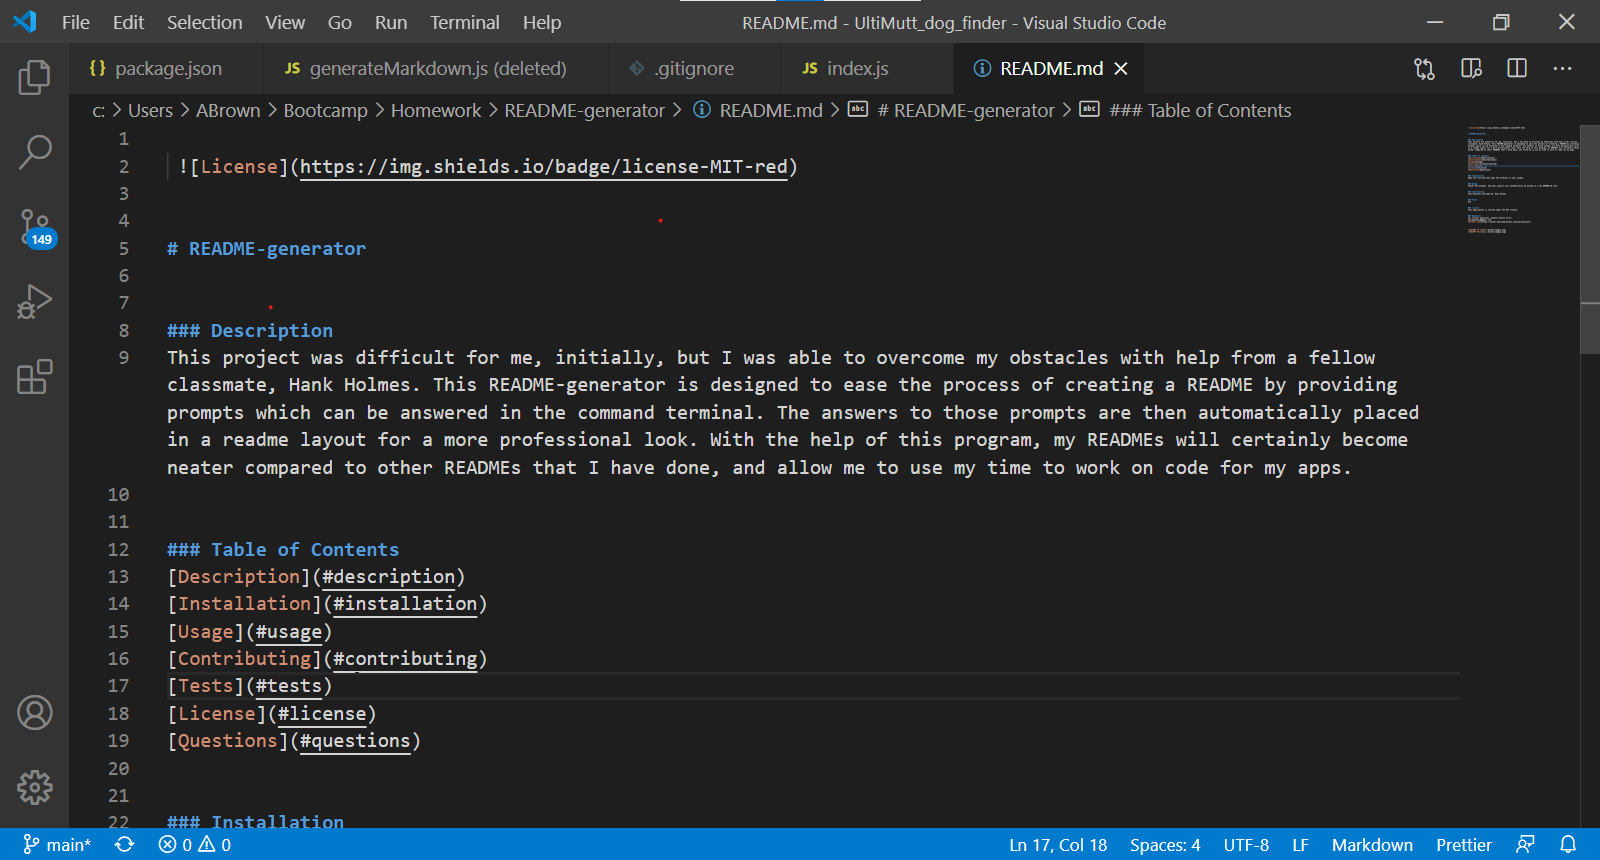 File Edit Selection View Go Run Terminal Help README.md - UltiMutt_dog_finder - Visual Studio Code
{} package.json JS generateMarkdown.js (deleted) .gitignore JS index.js README.md
c: > Users > ABrown > Bootcamp > Homework > README-generator > README.md > abc # README-generator > abc ### Table of Contents
1
2 ![License](https://img.shields.io/badge/license-MIT-red)
3
4
5 # README-generator
6
7
8 ### Description
9 This project was difficult for me, initially, but I was able to overcome my obstacles with help from a fellow
classmate, Hank Holmes. This README-generator is designed to ease the process of creating a README by providing
prompts which can be answered in the command terminal. The answers to those prompts are then automatically placed
in a readme layout for a more professional look. With the help of this program, my READMEs will certainly become
neater compared to other READMEs that I have done, and allow me to use my time to work on code for my apps.
10
11
12 ### Table of Contents
13 [Description](#description)
14 [Installation](#installation)
15 [Usage](#usage)
16 [Contributing](#contributing)
17 [Tests](#tests)
18 [License](#license)
19 [Questions](#questions)
20
21
22 ### Installation
149
main* 0 0 Ln 17, Col 18 Spaces: 4 UTF-8 LF Markdown Prettier